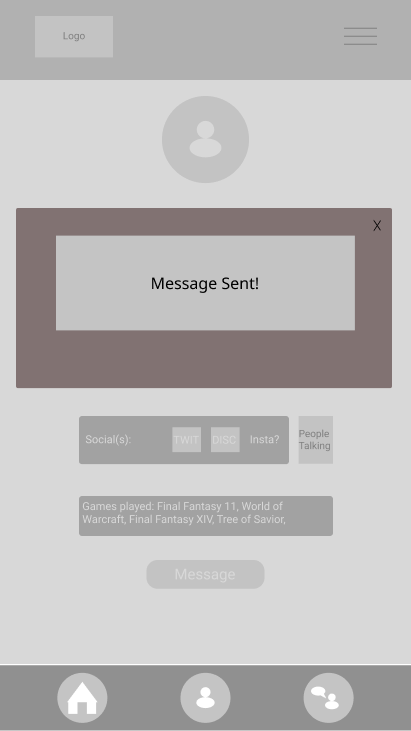 Logo
X
Message Sent!
Social(s): TWIT DISC Insta?
People
Talking
Games played: Final Fantasy 11, World of
Warcraft, Final Fantasy XIV, Tree of Savior,
Message